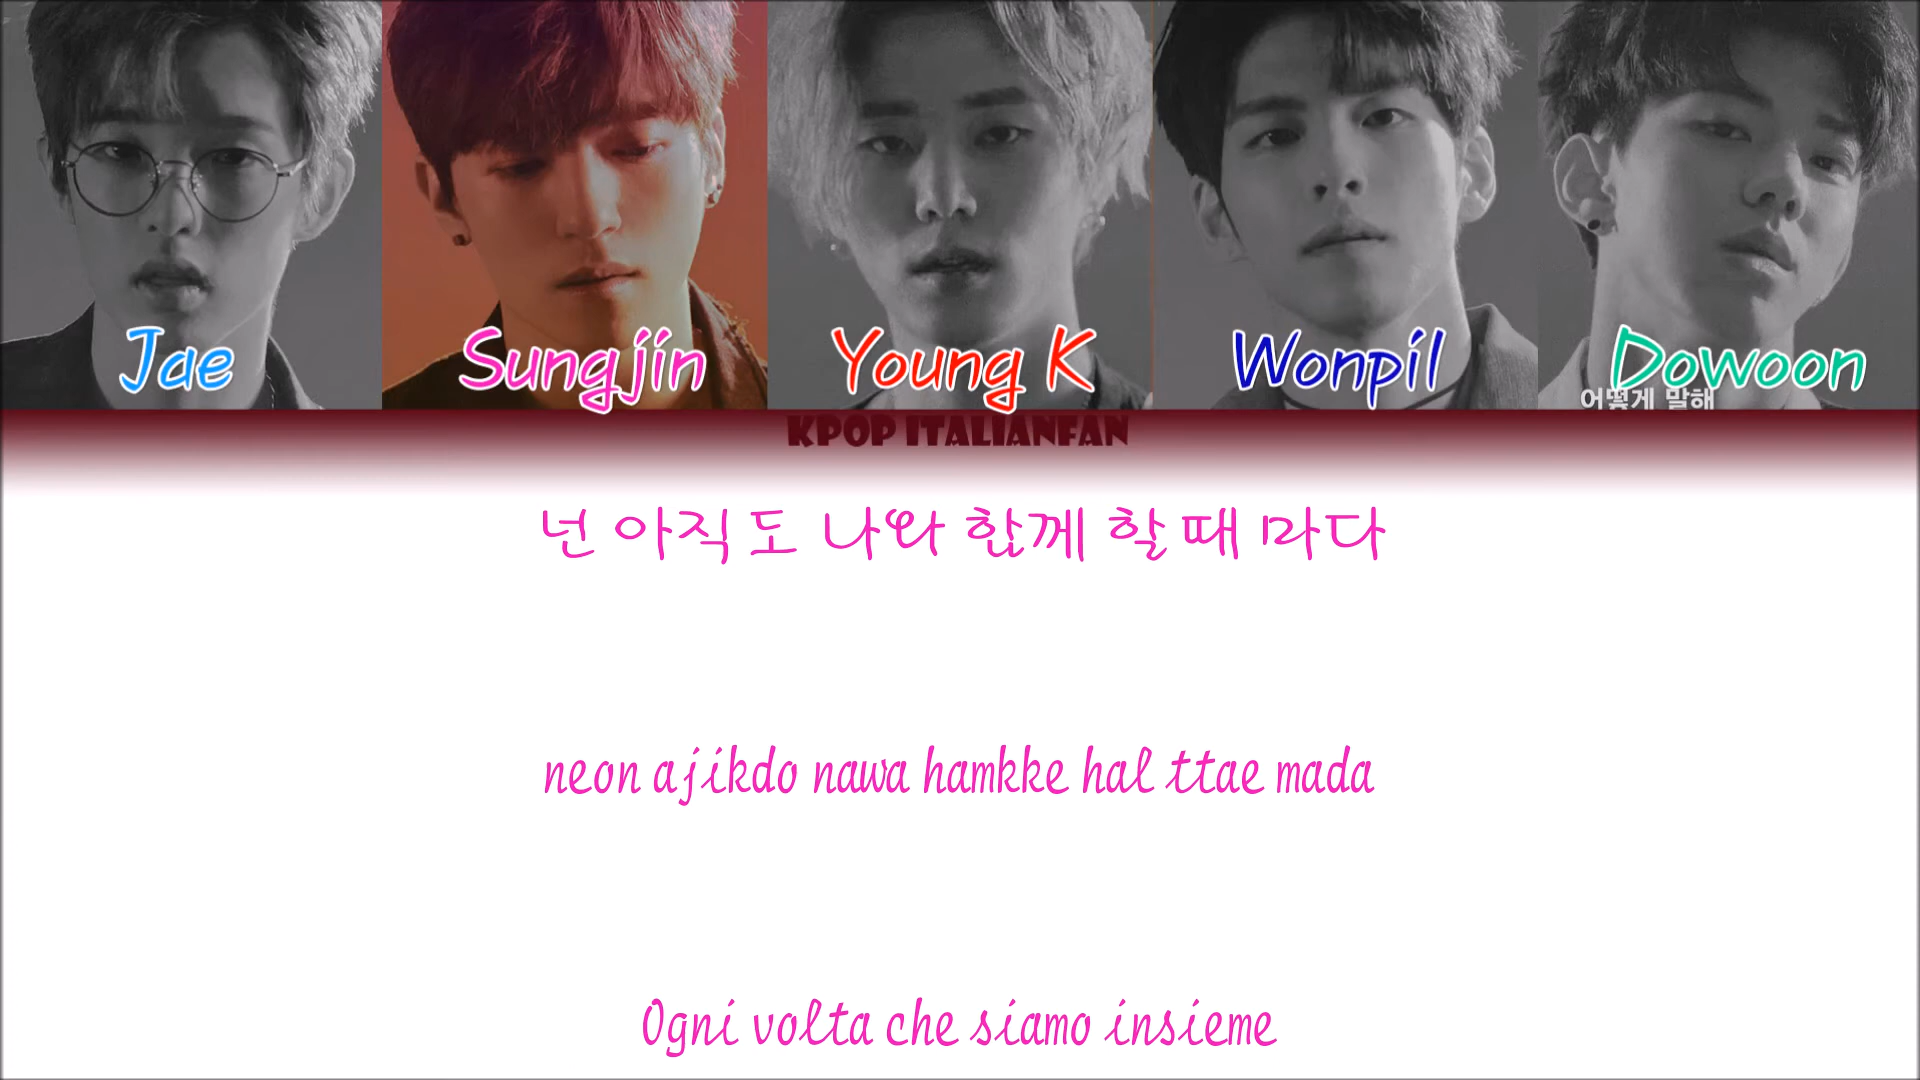 Jae
Sungjin
Young K
Wonpil
Dowoon
어떻게 말해
KPOP ITALIANFAN
넌 아직도 나와 함께 할 때 마다
neon ajikdo nawa hamkke hal ttae mada
Ogni volta che siamo insieme